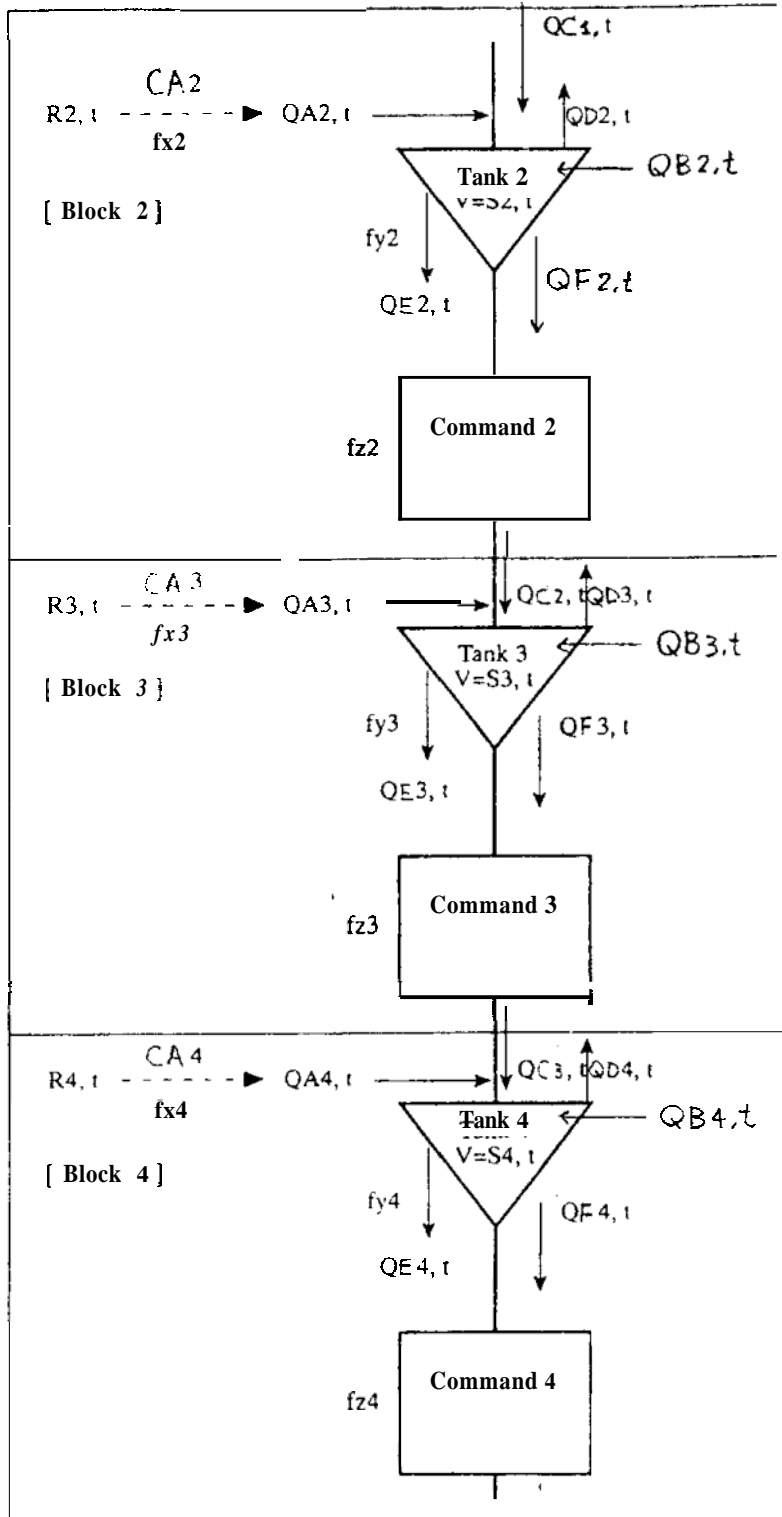 QC1, t
CA2
R2, t QA2, t QD2, t
fx2
Tank 2 QB2,t
V=S2, t
[ Block 2 ]
fy2
QE2, t QF2,t
Command 2
fz2
CA3
R3, t QA3, t QC2, t QD3, t
fx3
Tank 3 QB3,t
V=S3, t
[ Block 3 ]
fy3 QF3, t
QE3, t
Command 3
fz3
CA4
R4, t QA4, t QC3, t QD4, t
fx4
Tank 4 QB4,t
V=S4, t
[ Block 4 ]
fy4 QF4, t
QE4, t
Command 4
fz4